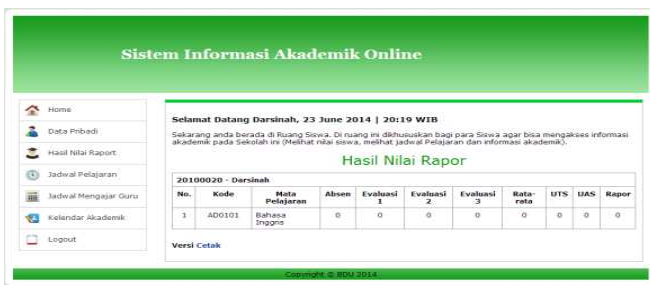 Sistem Informasi Akademik Online
Home
Data Pribadi
Hasil Nilai Raport
Jadwal Pelajaran
Jadwal Mengajar Guru
Kelendar Akademik
Logout
Selamat Datang Darsinah, 23 June 2014 | 20:19 WIB
Sekarang anda berada di Ruang Siswa. Di ruang ini dikhususkan bagi para Siswa agar bisa mengakses informasi
akademik pada Sekolah ini (Melihat nilai siswa, melihat jadwal Pelajaran dan informasi akademik).
Hasil Nilai Rapor
20100020 - Darsinah
No. Kode Mata Pelajaran Absen Evaluasi 1 Evaluasi 2 Evaluasi 3 Rata-rata UTS UAS Rapor
1 AD0101 Bahasa Inggris 0 0 0 0 0 0 0 0
Versi Cetak
Copyright © BDU 2014